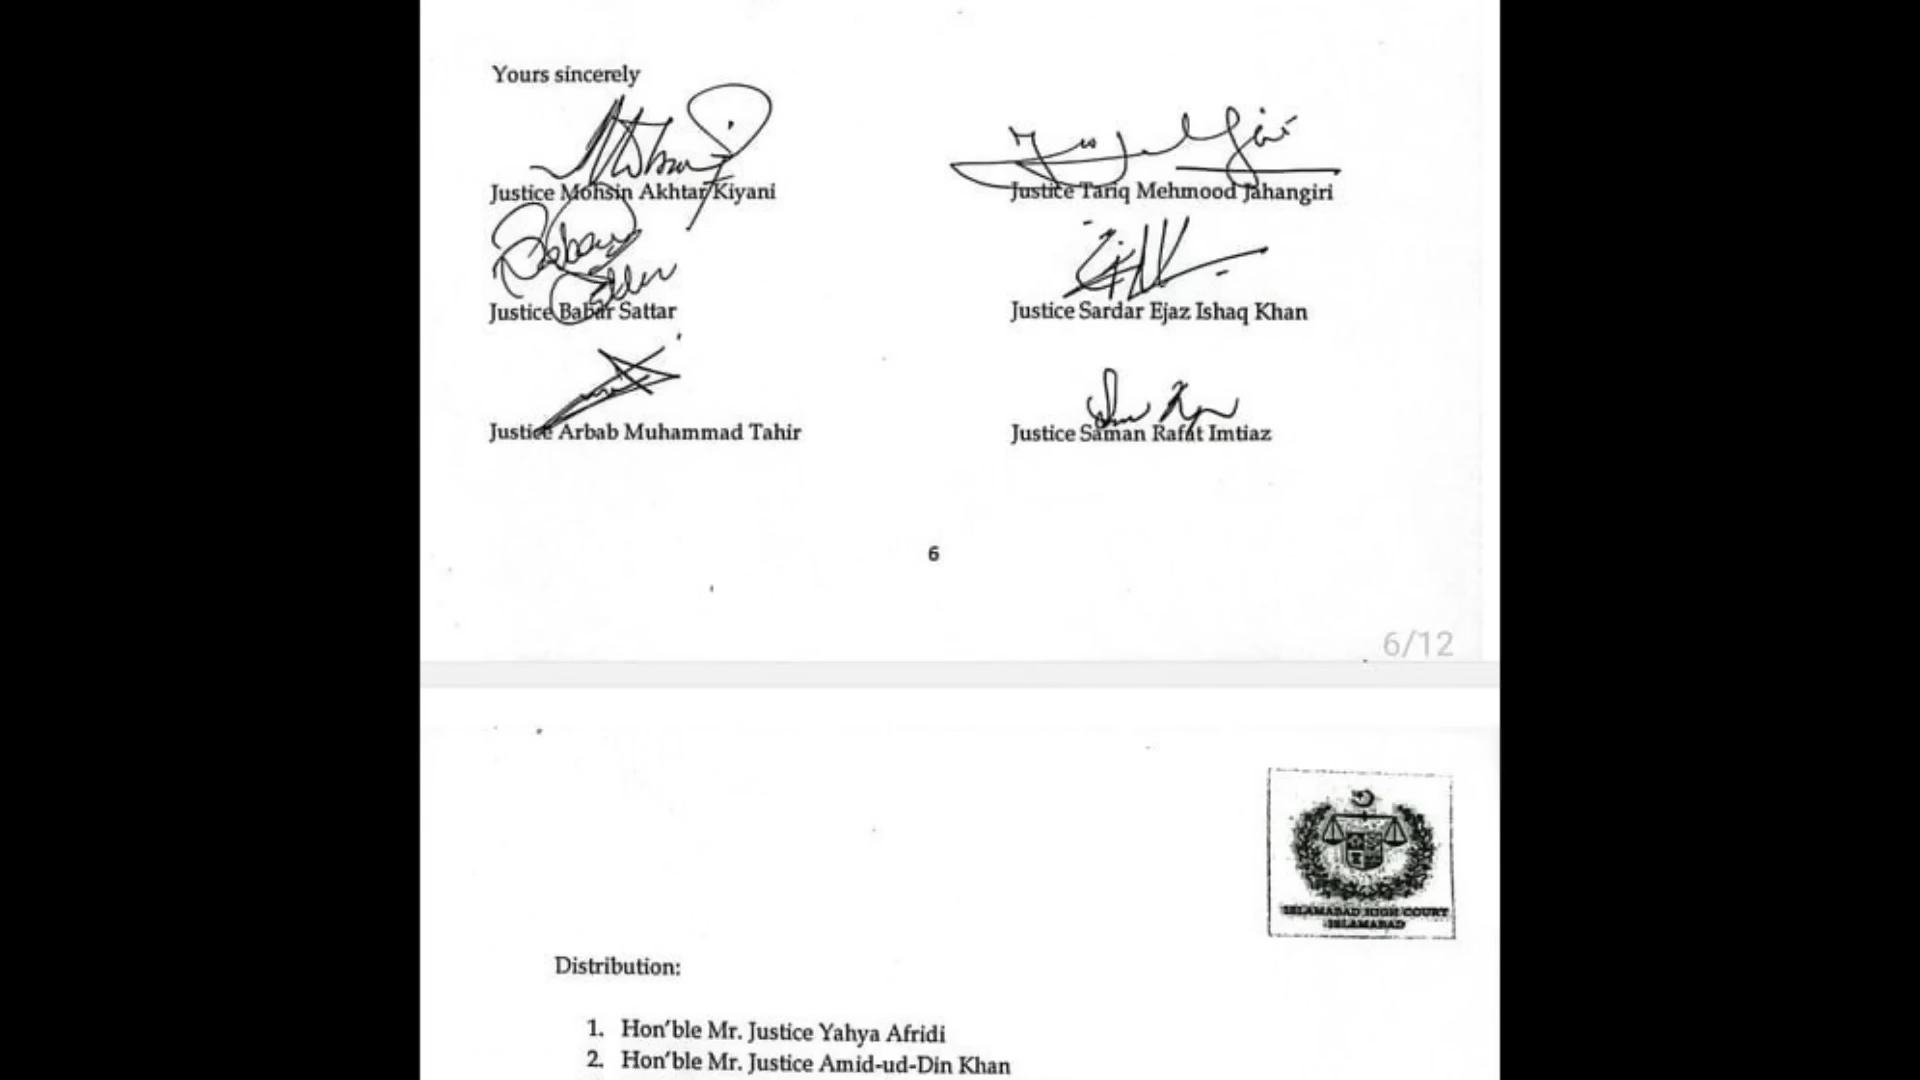 Yours sincerely
Justice Mohsin Akhtar Kiyani
Justice Tariq Mehmood Jahangiri
Justice Babar Sattar
Justice Sardar Ejaz Ishaq Khan
Justice Arbab Muhammad Tahir
Justice Saman Rafat Imtiaz
6
6/12
ISLAMABAD HIGH COURT
ISLAMABAD
Distribution:
1. Hon'ble Mr. Justice Yahya Afridi
2. Hon'ble Mr. Justice Amid-ud-Din Khan